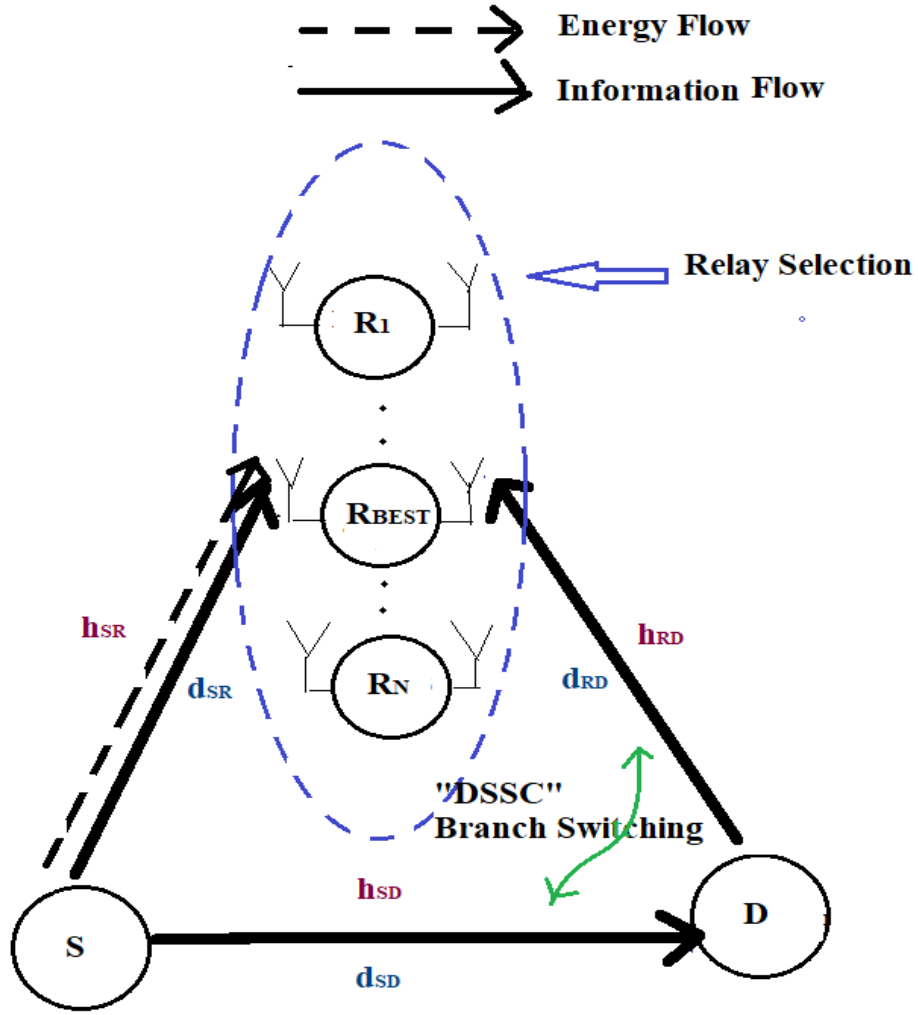 Energy Flow
Information Flow
Relay Selection
R1
RBEST
hSR
hRD
dSR
dRD
RN
"DSSC"
Branch Switching
hSD
S
D
dSD